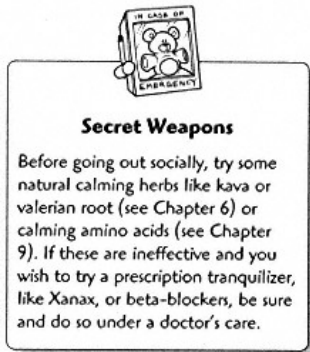 IN CASE OF
EMERGENCY
Secret Weapons
Before going out socially, try some
natural calming herbs like kava or
valerian root (see Chapter 6) or
calming amino acids (see Chapter
9). If these are ineffective and you
wish to try a prescription tranquilizer,
like Xanax, or beta-blockers, be sure
and do so under a doctor's care.